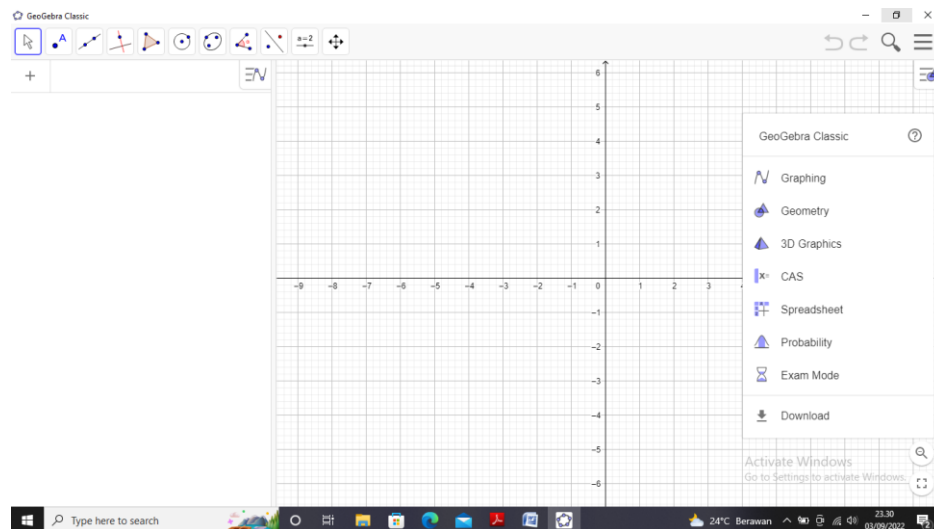 GeoGebra Classic
A
a=2
6
5
4
3
2
1
-9 -8 -7 -6 -5 -4 -3 -2 -1 0 1 2 3 4
-1
-2
-3
-4
-5
-6
GeoGebra Classic
Graphing
Geometry
3D Graphics
x= CAS
Spreadsheet
Probability
Exam Mode
Download
Activate Windows
Go to Settings to activate Windows.
Type here to search
24°C Berawan
23.30
03/09/2022